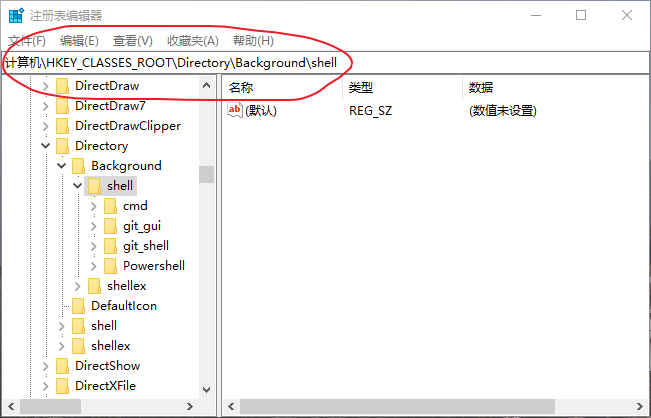 注册表编辑器
文件(F) 编辑(E) 查看(V) 收藏夹(A) 帮助(H)
计算机\HKEY_CLASSES_ROOT\Directory\Background\shell
DirectDraw
DirectDraw7
DirectDrawClipper
Directory
Background
shell
cmd
git_gui
git_shell
Powershell
shellex
DefaultIcon
shell
shellex
DirectShow
DirectXFile
名称 类型 数据
ab (默认) REG_SZ (数值未设置)